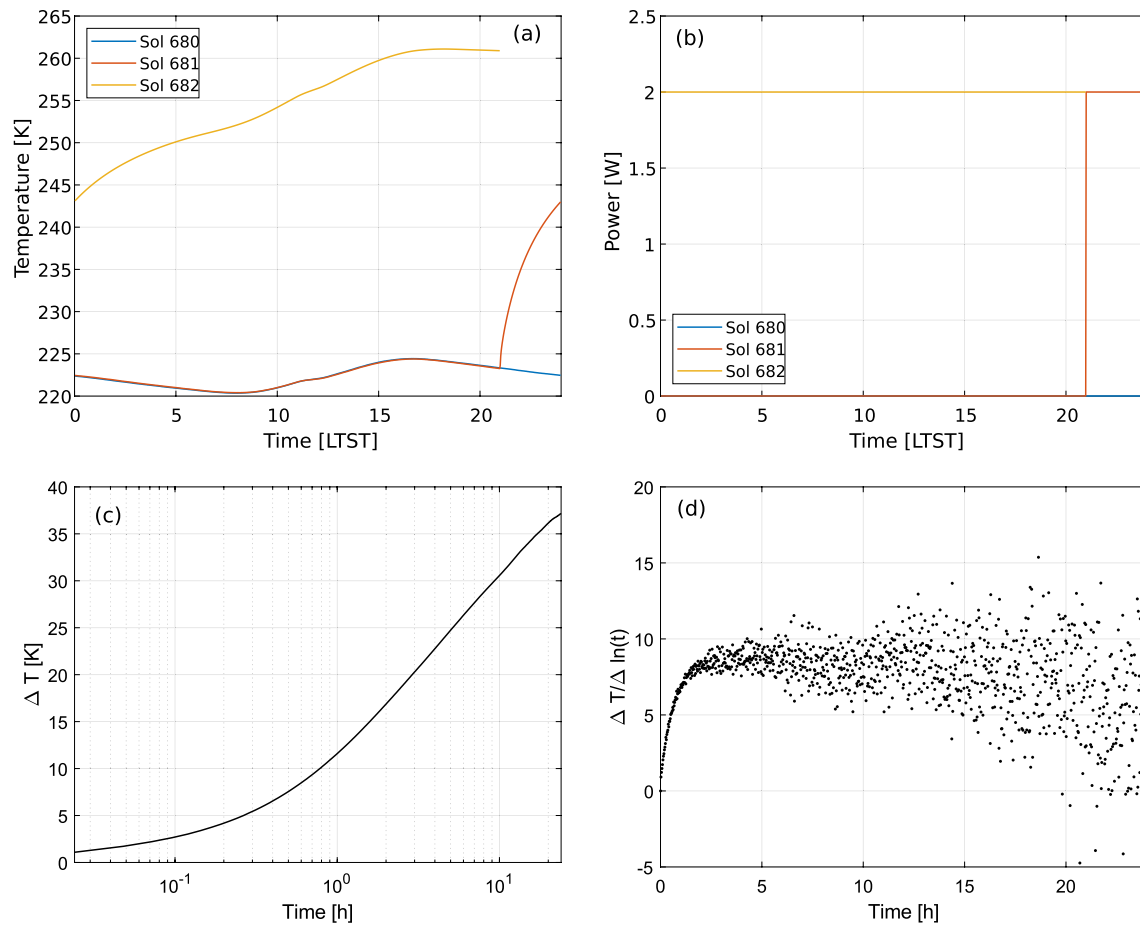 (a)
Sol 680
Sol 681
Sol 682
265
260
255
250
245
240
235
230
225
220
Temperature [K]
0 5 10 15 20
Time [LTST]
(b)
2.5
2
1.5
1
0.5
0
Power [W]
Sol 680
Sol 681
Sol 682
0 5 10 15 20
Time [LTST]
(c)
40
35
30
25
20
15
10
5
0
Δ T [K]
10-1 100 101
Time [h]
(d)
20
15
10
5
0
-5
Δ T/Δ ln(t)
0 5 10 15 20
Time [h]